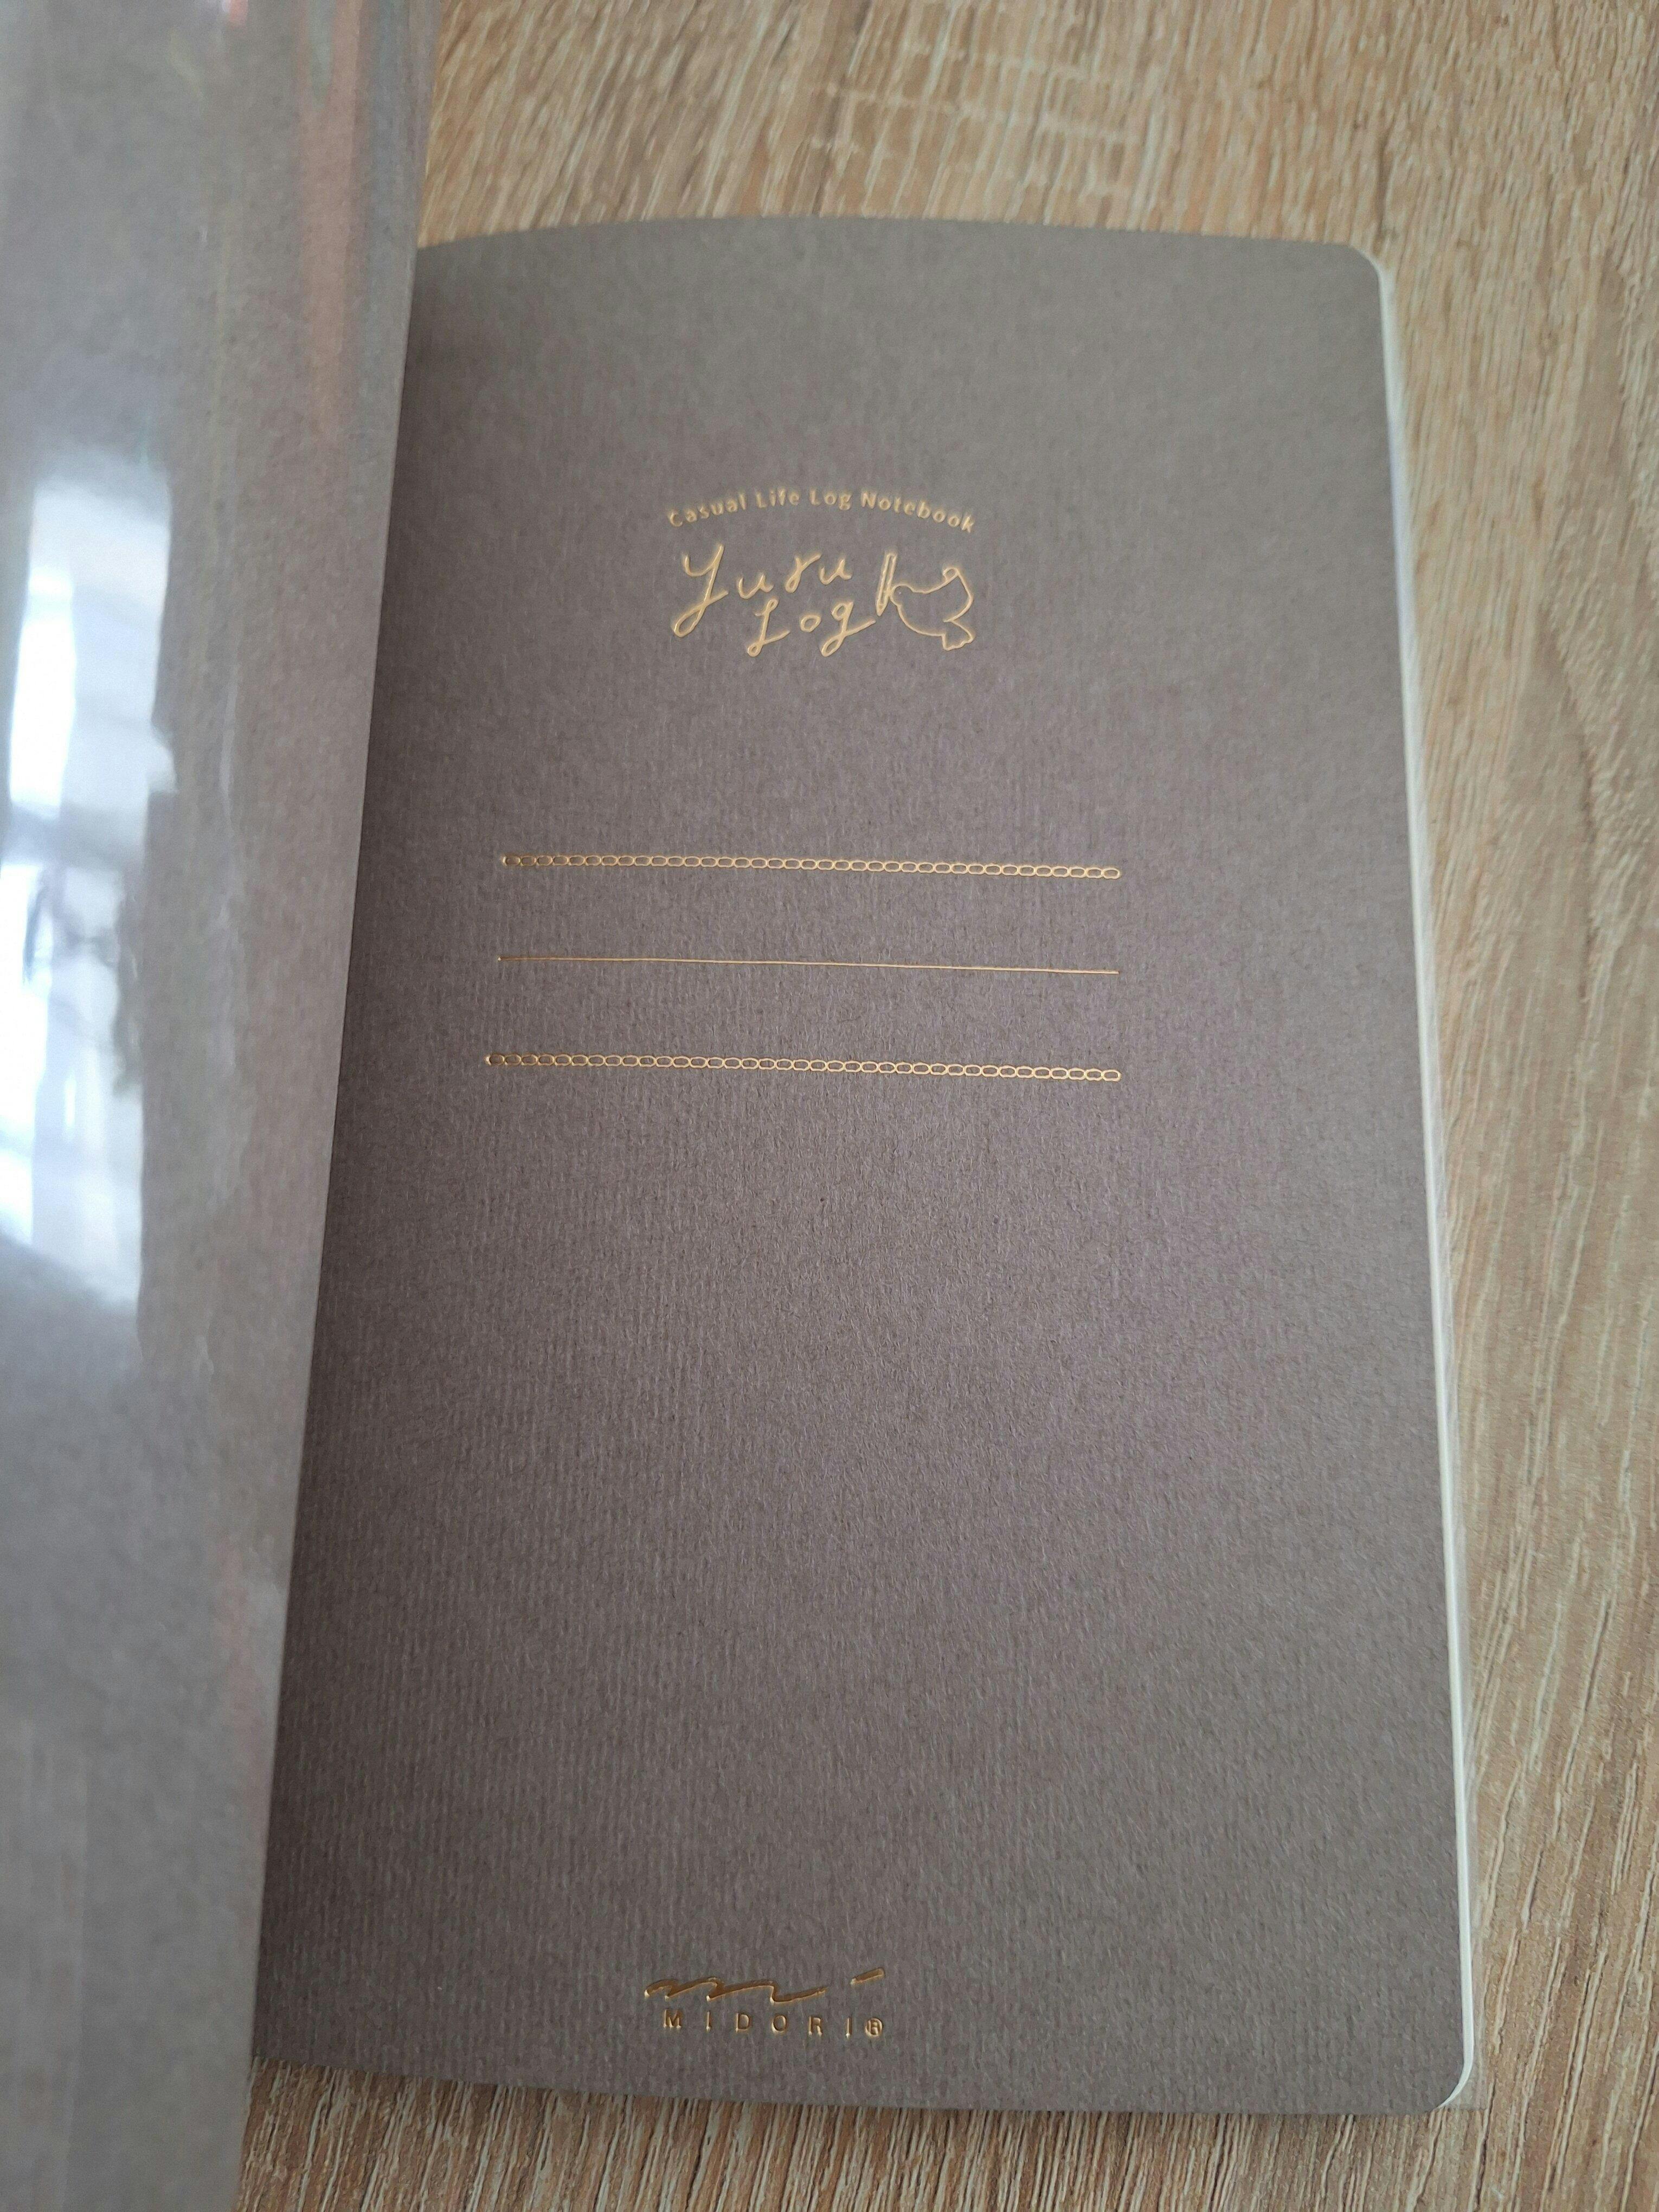 Casual Life Log Notebook
Yuru
Log
MIDORI®